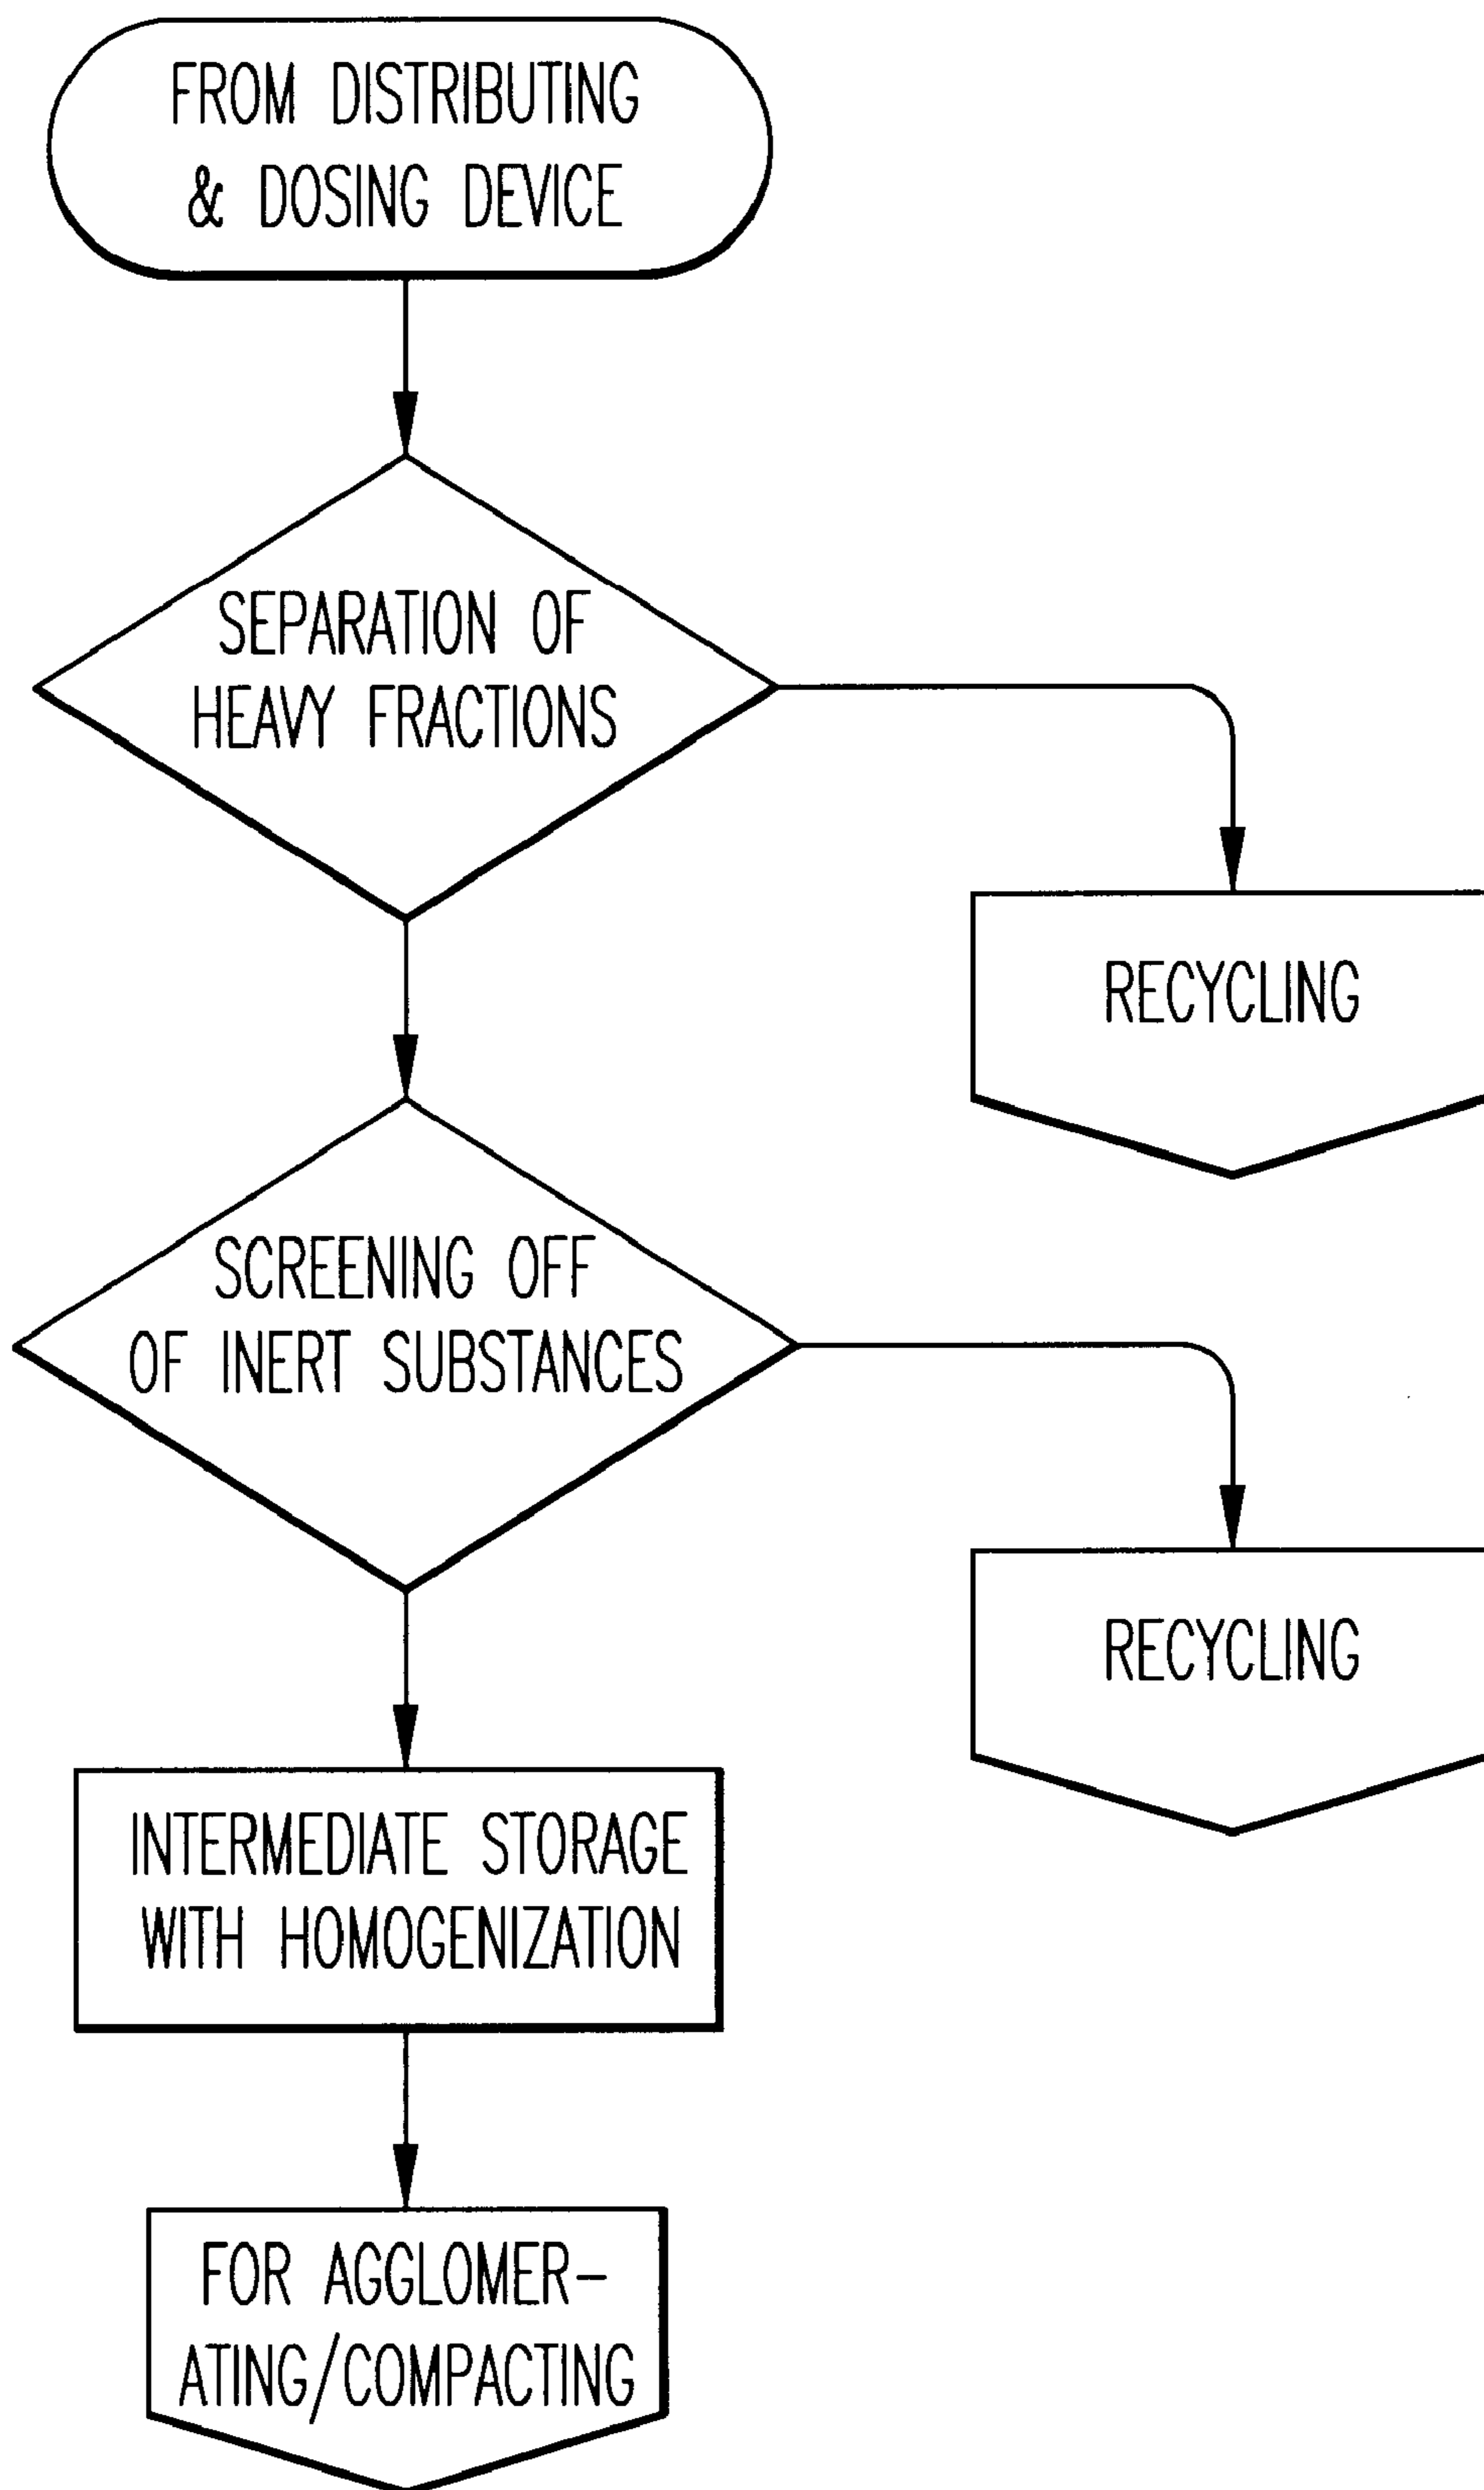 FROM DISTRIBUTING
& DOSING DEVICE
SEPARATION OF
HEAVY FRACTIONS
RECYCLING
SCREENING OFF
OF INERT SUBSTANCES
RECYCLING
INTERMEDIATE STORAGE
WITH HOMOGENIZATION
FOR AGGLOMER-
ATING/COMPACTING